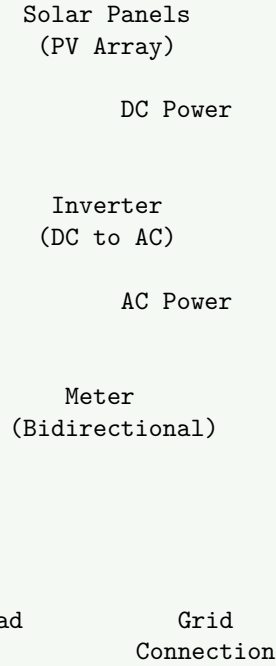 Solar Panels
(PV Array)
DC Power
Inverter
(DC to AC)
AC Power
Meter
(Bidirectional)
Grid
Connection